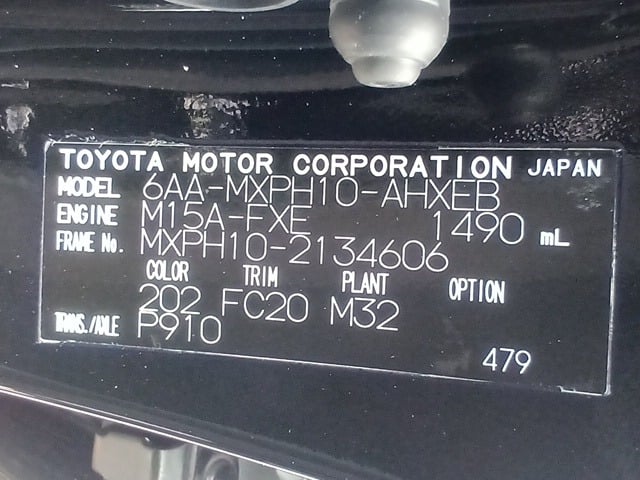 TOYOTA MOTOR CORPORATION JAPAN
MODEL 6AA-MXPH10-AHXEB
ENGINE M15A-FXE 1490 mL
FRAME No. MXPH10-2134606
COLOR TRIM PLANT OPTION
202 FC20 M32
TRANS./AXLE P910
479